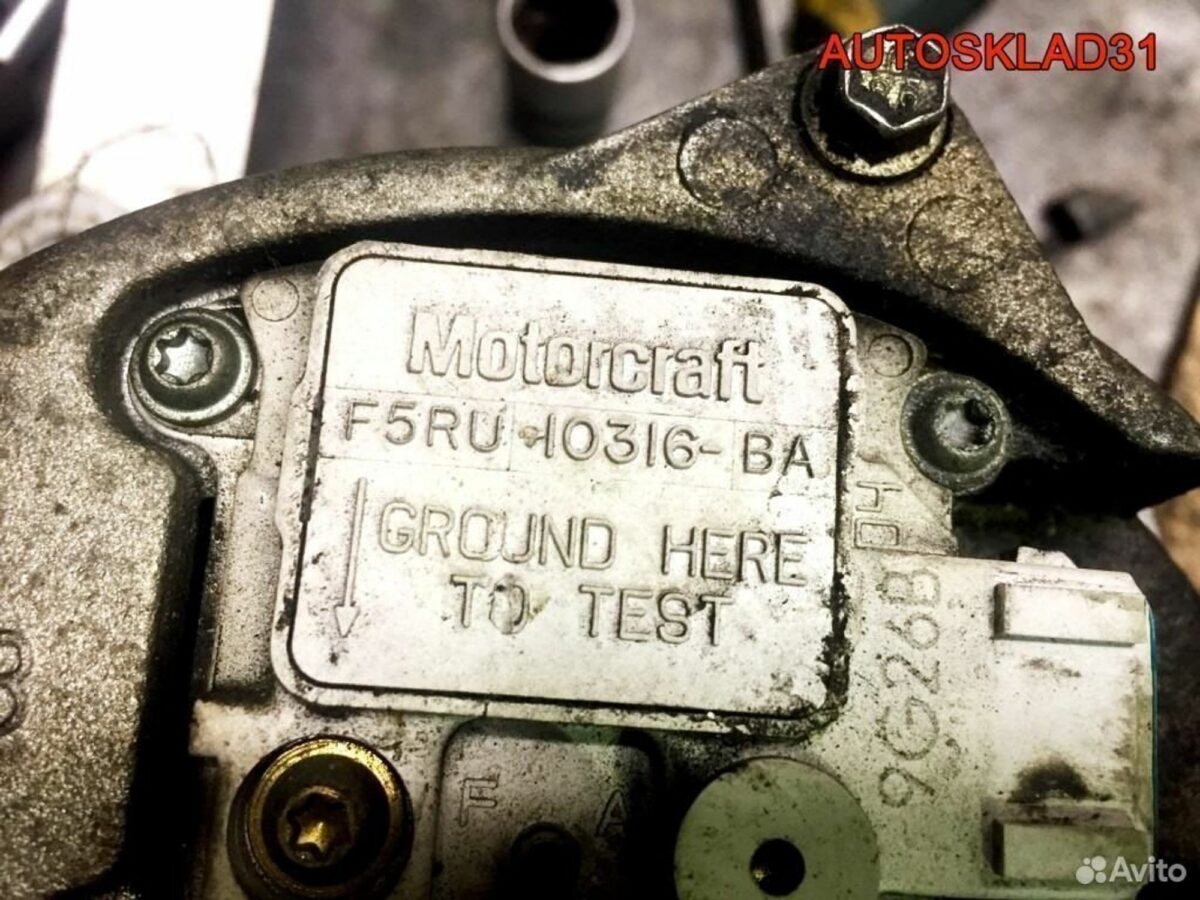 AUTOSKLAD31
Motorcraft
F5RU-10316-BA
GROUND HERE
TO TEST
9G26B
F A
Avito